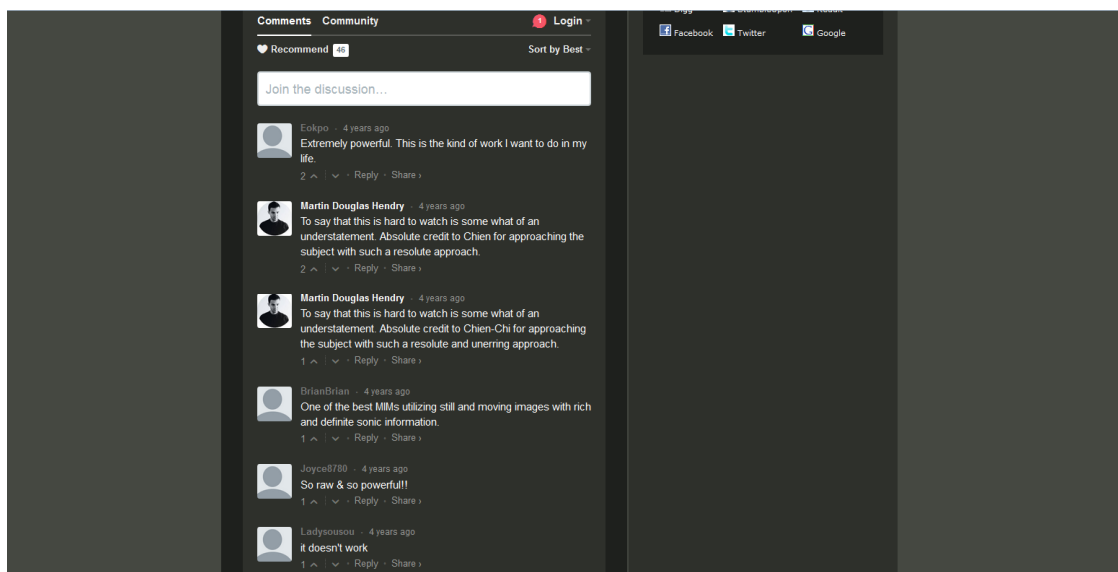 Comments Community 1 Login
Recommend 46 Sort by Best
Join the discussion…
Eokpo · 4 years ago
Extremely powerful. This is the kind of work I want to do in my
life.
2 · Reply · Share ›
Martin Douglas Hendry · 4 years ago
To say that this is hard to watch is some what of an
understatement. Absolute credit to Chien for approaching the
subject with such a resolute approach.
2 · Reply · Share ›
Martin Douglas Hendry · 4 years ago
To say that this is hard to watch is some what of an
understatement. Absolute credit to Chien-Chi for approaching
the subject with such a resolute and unerring approach.
1 · Reply · Share ›
BrianBrian · 4 years ago
One of the best MIMs utilizing still and moving images with rich
and definite sonic information.
1 · Reply · Share ›
Joyce8780 · 4 years ago
So raw & so powerful!!
1 · Reply · Share ›
Ladysousou · 4 years ago
it doesn't work
1 · Reply · Share ›
Digg StumbleUpon Reddit
Facebook Twitter Google